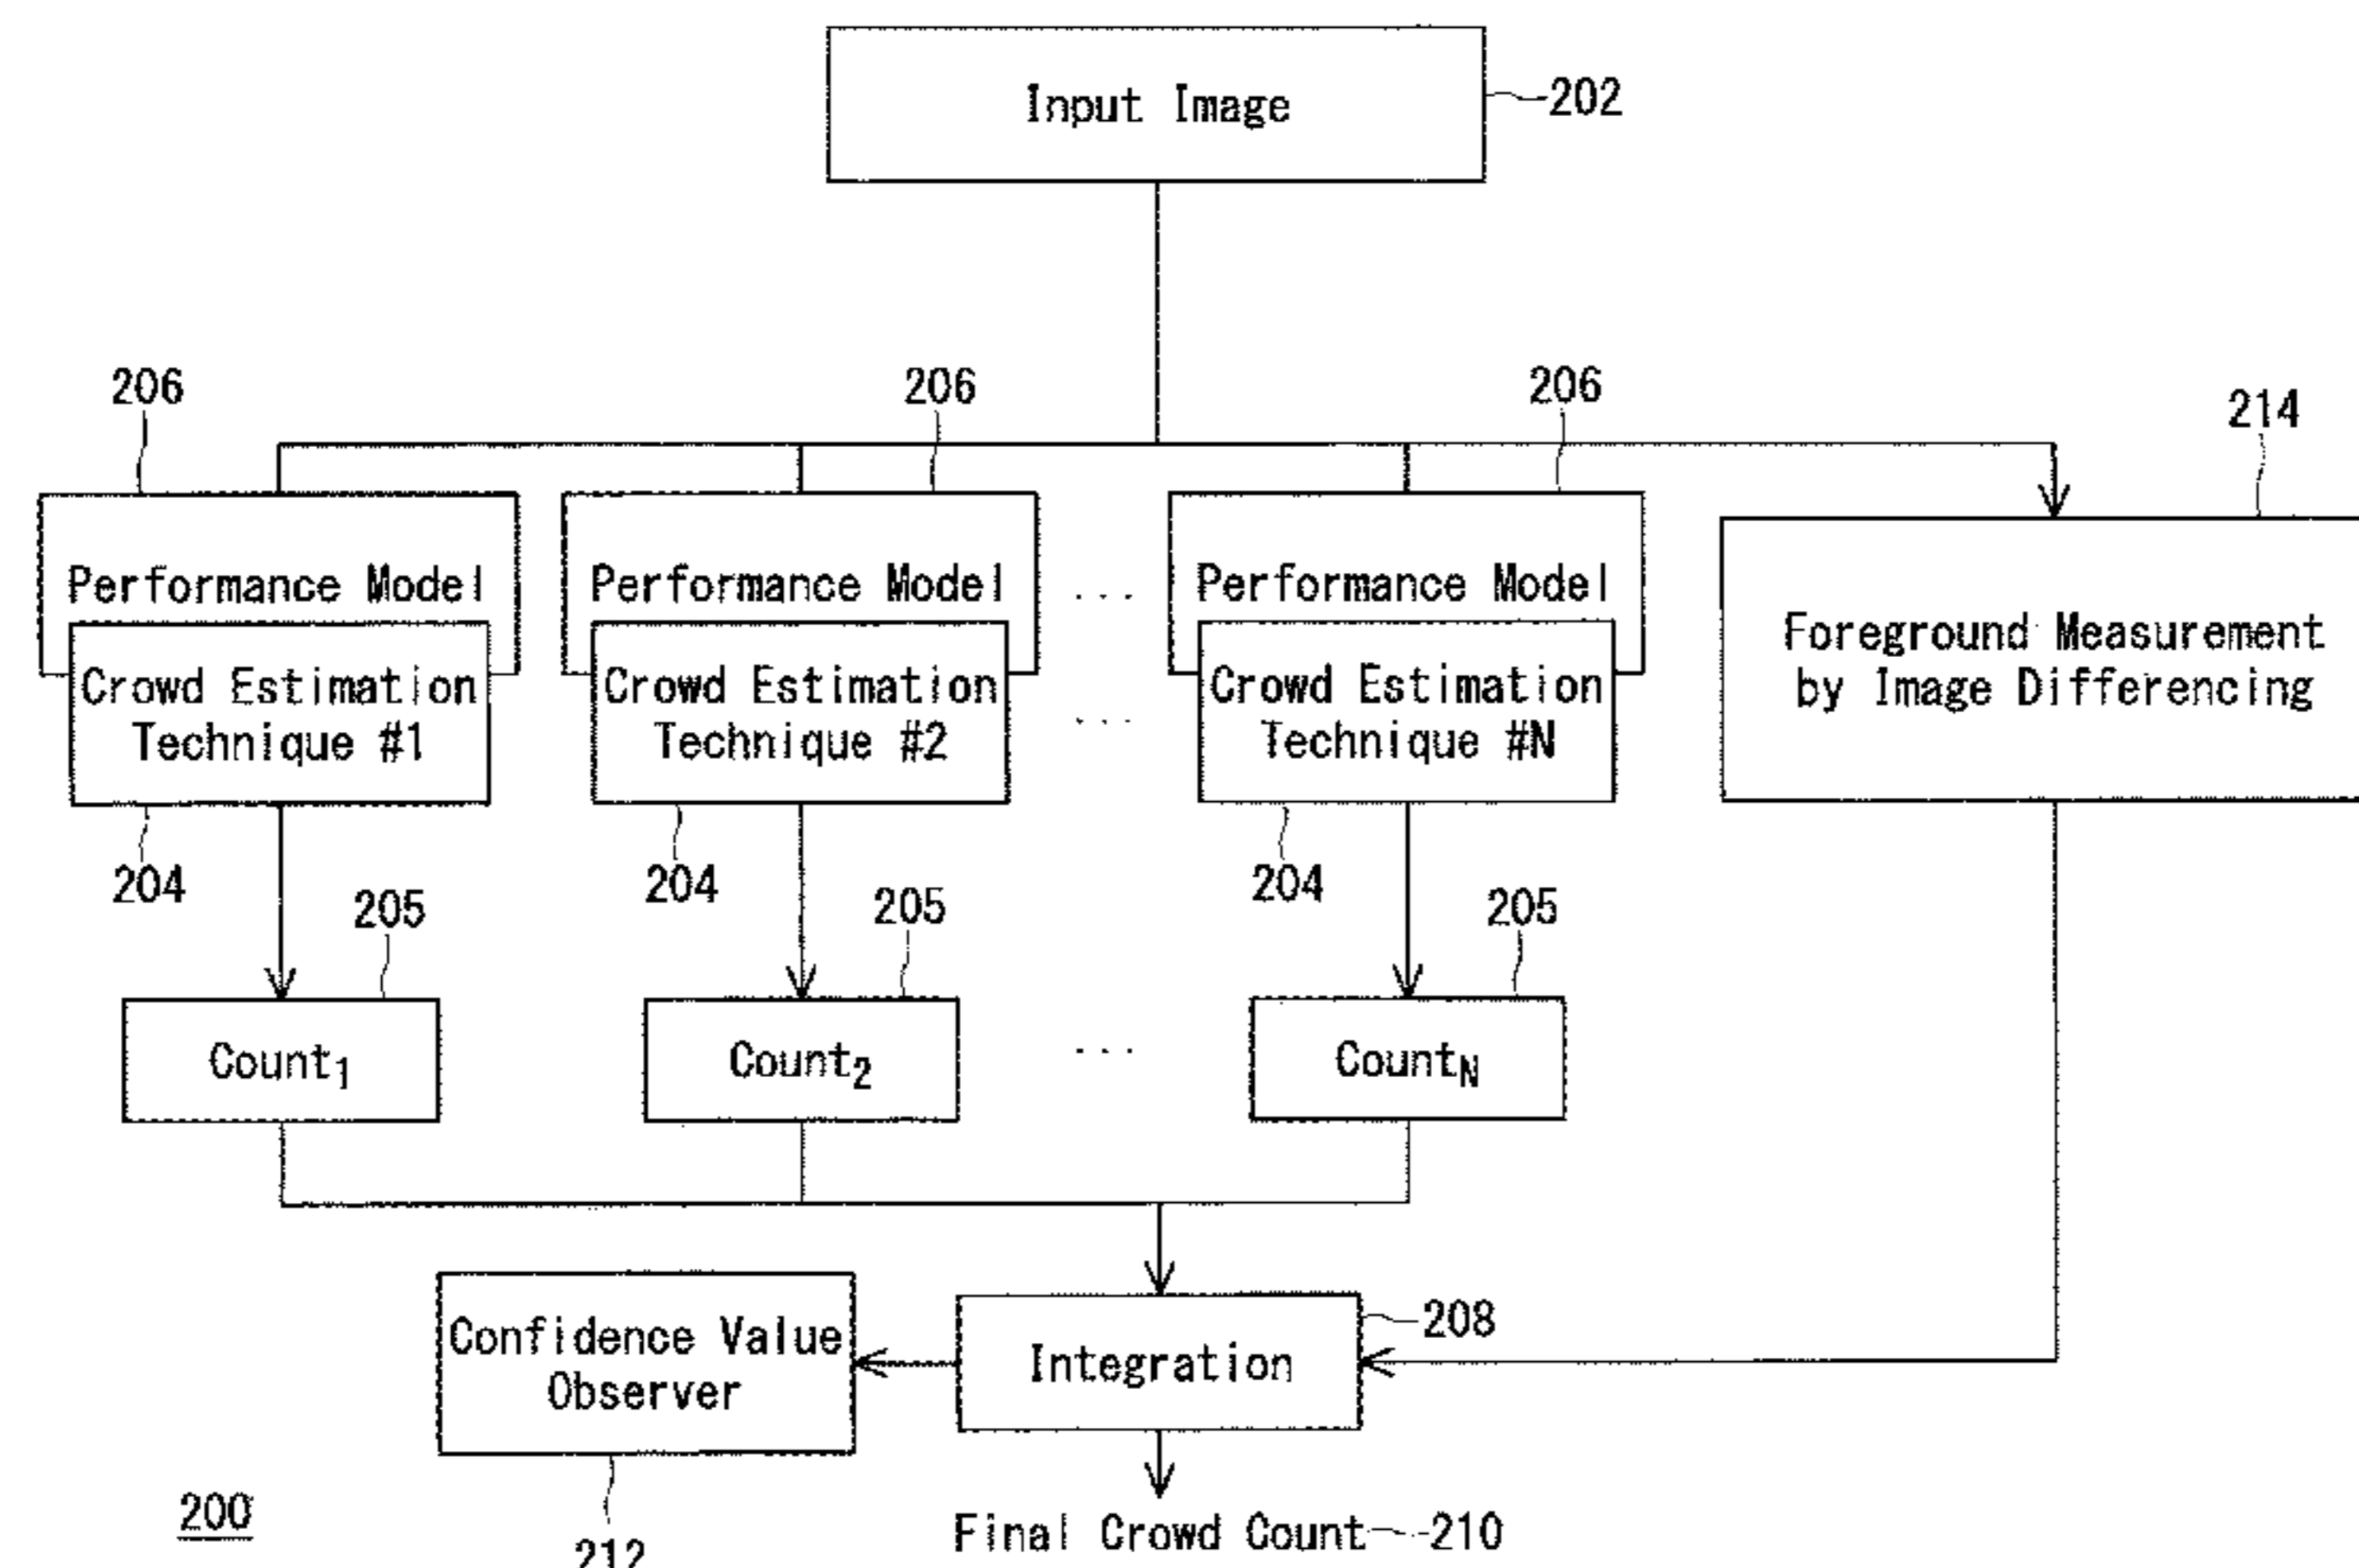 Input Image
202
206
206
206
214
Performance Model
Performance Model
...
Performance Model
Foreground Measurement
by Image Differencing
Crowd Estimation
Technique #1
Crowd Estimation
Technique #2
...
Crowd Estimation
Technique #N
204
204
204
205
205
205
Count₁
Count₂
...
Count_N
Confidence Value
Observer
Integration
208
200
212
Final Crowd Count
210